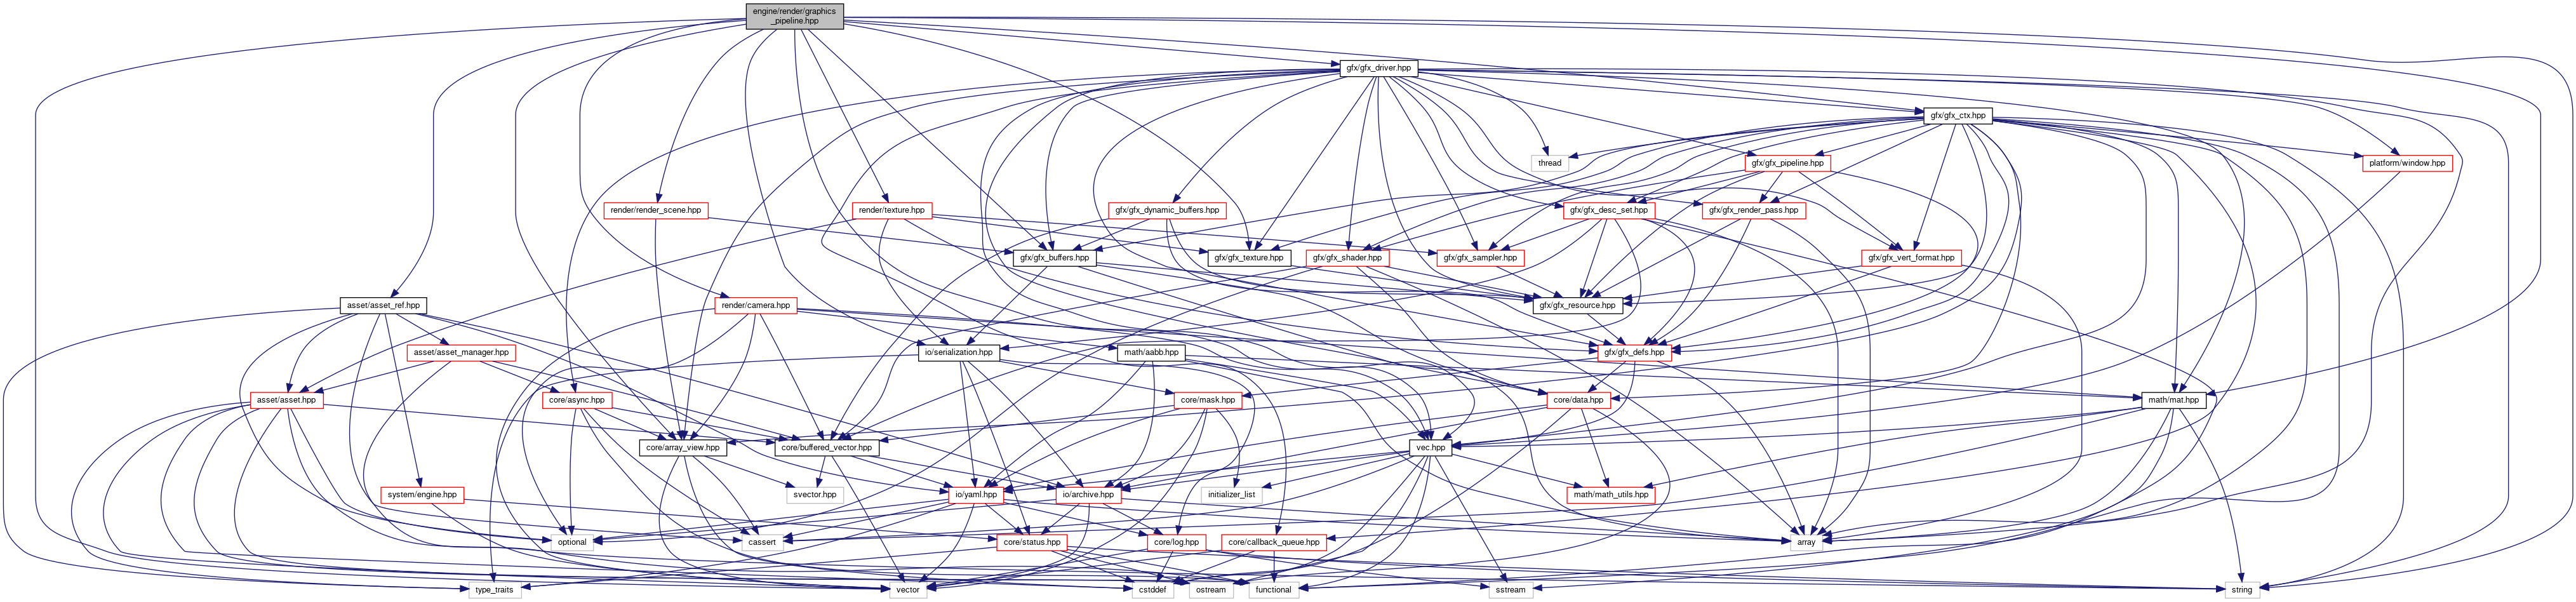 engine/render/graphics
_pipeline.hpp
gfx/gfx_driver.hpp
gfx/gfx_ctx.hpp
thread
gfx/gfx_pipeline.hpp
platform/window.hpp
render/render_scene.hpp
render/texture.hpp
gfx/gfx_dynamic_buffers.hpp
gfx/gfx_desc_set.hpp
gfx/gfx_render_pass.hpp
gfx/gfx_buffers.hpp
gfx/gfx_texture.hpp
gfx/gfx_shader.hpp
gfx/gfx_sampler.hpp
gfx/gfx_vert_format.hpp
asset/asset_ref.hpp
render/camera.hpp
gfx/gfx_resource.hpp
asset/asset_manager.hpp
io/serialization.hpp
math/aabb.hpp
gfx/gfx_defs.hpp
asset/asset.hpp
core/async.hpp
core/mask.hpp
core/data.hpp
math/mat.hpp
core/array_view.hpp
core/buffered_vector.hpp
vec.hpp
system/engine.hpp
svector.hpp
io/yaml.hpp
io/archive.hpp
initializer_list
math/math_utils.hpp
optional
cassert
core/status.hpp
core/log.hpp
core/callback_queue.hpp
array
type_traits
vector
cstddef
ostream
functional
sstream
string